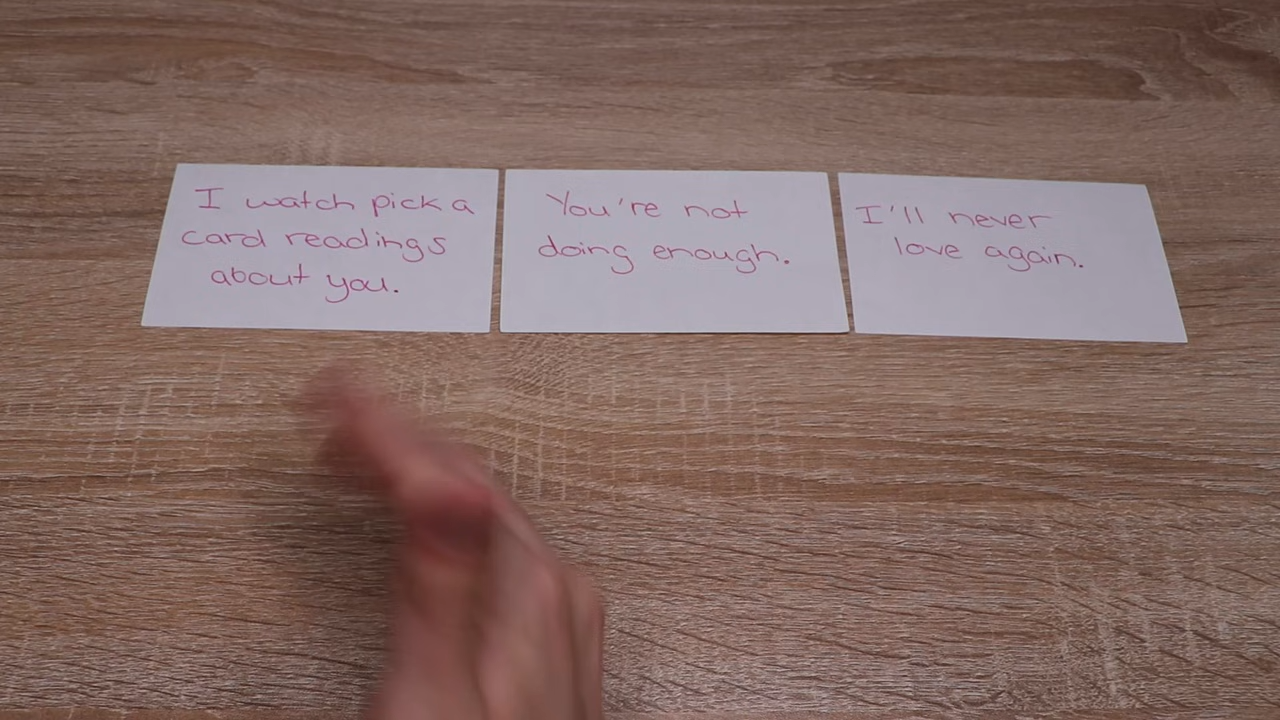 I watch pick a
card readings
about you.
You're not
doing enough.
I'll never
love again.